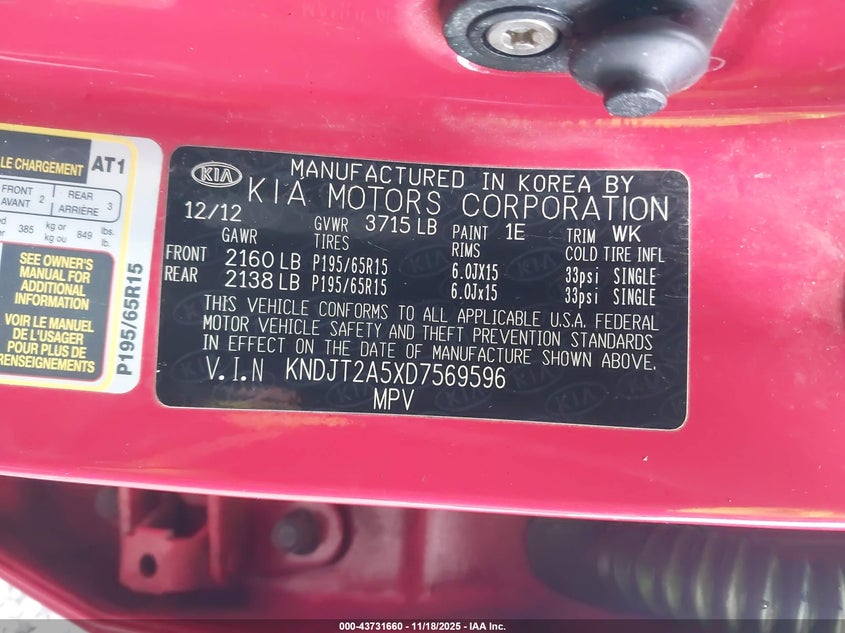 LE CHARGEMENT AT1
FRONT AVANT 2 REAR ARRIÈRE 3
385 kg or kg ou 849 lbs. lb.
SEE OWNER'S
MANUAL FOR
ADDITIONAL
INFORMATION
VOIR LE MANUEL
DE L'USAGER
POUR PLUS DE
RENSEIGNEMENTS
P195/65R15
KIA
MANUFACTURED IN KOREA BY
KIA MOTORS CORPORATION
12/12 GVWR 3715 LB PAINT 1E TRIM WK
GAWR TIRES RIMS COLD TIRE INFL
FRONT 2160 LB P195/65R15 6.0JX15 33psi SINGLE
REAR 2138 LB P195/65R15 6.0Jx15 33psi SINGLE
THIS VEHICLE CONFORMS TO ALL APPLICABLE U.S.A. FEDERAL
MOTOR VEHICLE SAFETY AND THEFT PREVENTION STANDARDS
IN EFFECT ON THE DATE OF MANUFACTURE SHOWN ABOVE.
V.I.N KNDJT2A5XD7569596
MPV
000-43731660 - 11/18/2025 - IAA Inc.